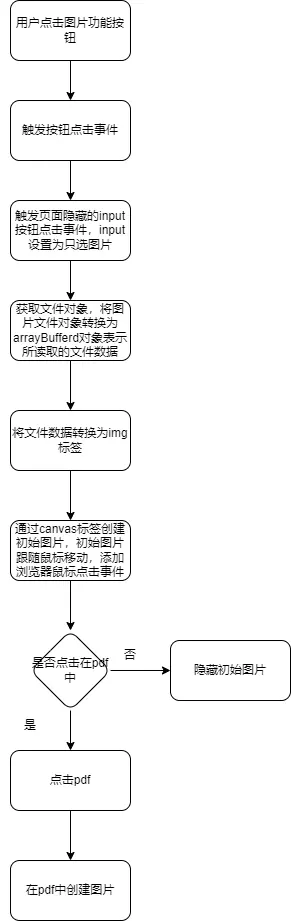 用户点击图片功能按
钮
触发按钮点击事件
触发页面隐藏的input
按钮点击事件，input
设置为只选图片
获取文件对象，将图
片文件对象转换为
arrayBufferd对象表示
所读取的文件数据
将文件数据转换为img
标签
通过canvas标签创建
初始图片，初始图片
跟随鼠标移动，添加
浏览器鼠标点击事件
是否点击在pdf
中
否
隐藏初始图片
是
点击pdf
在pdf中创建图片